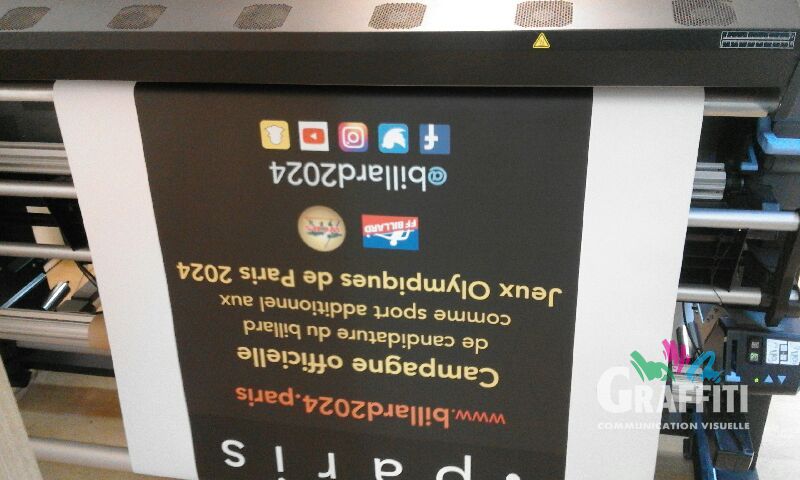 .paris
www.billard2024.paris
Campagne officielle
de candidature du billard
comme sport additionnel aux
Jeux Olympiques de Paris 2024
FF BILLARD
@billard2024
GRAFFITI
COMMUNICATION VISUELLE